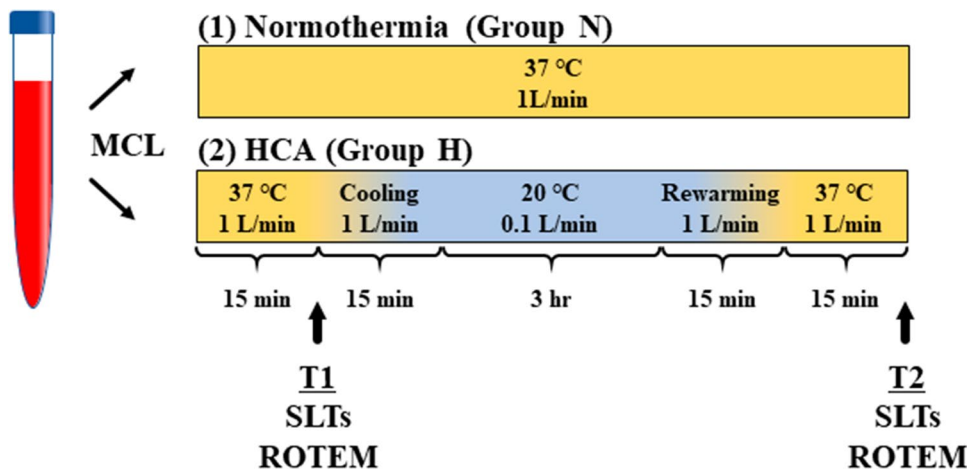 (1) Normothermia (Group N)
37 °C
1L/min
MCL
(2) HCA (Group H)
37 °C Cooling 20 °C Rewarming 37 °C
1 L/min 1 L/min 0.1 L/min 1 L/min 1 L/min
15 min 15 min 3 hr 15 min 15 min
T1 T2
SLTs SLTs
ROTEM ROTEM